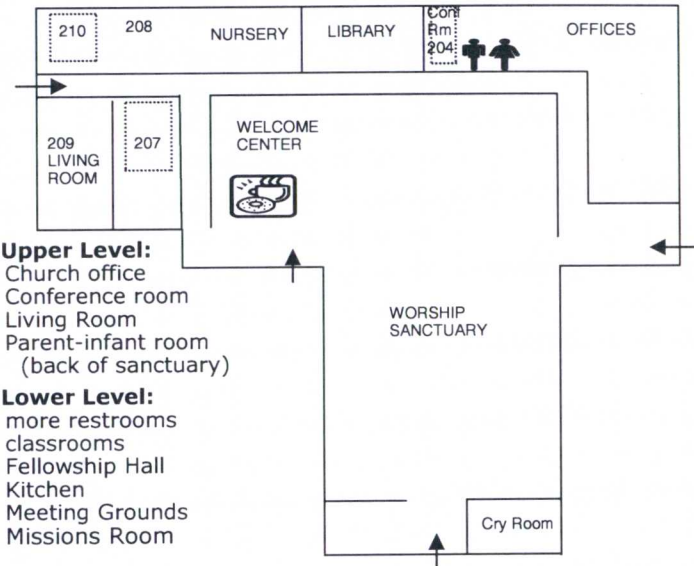 210
208
NURSERY
LIBRARY
Conf
Rm
204
OFFICES
209
LIVING
ROOM
207
WELCOME
CENTER
Upper Level:
Church office
Conference room
Living Room
Parent-infant room
(back of sanctuary)
WORSHIP
SANCTUARY
Lower Level:
more restrooms
classrooms
Fellowship Hall
Kitchen
Meeting Grounds
Missions Room
Cry Room